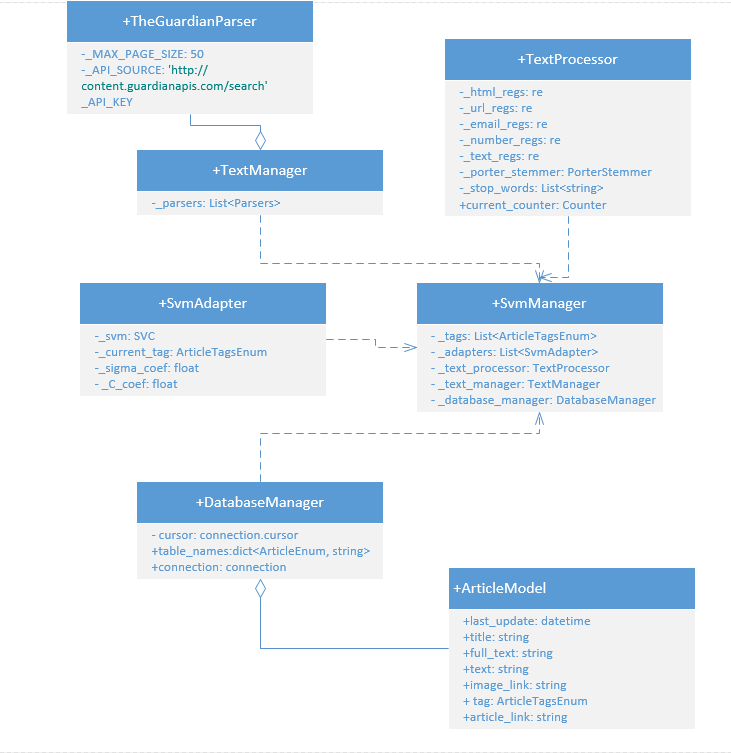 +TheGuardianParser
-_MAX_PAGE_SIZE: 50
-_API_SOURCE: 'http://
content.guardianapis.com/search'
_API_KEY
+TextProcessor
-_html_regs: re
-_url_regs: re
-_email_regs: re
-_number_regs: re
-_text_regs: re
-_porter_stemmer: PorterStemmer
-_stop_words: List<string>
+current_counter: Counter
+TextManager
-_parsers: List<Parsers>
+SvmAdapter
-_svm: SVC
-_current_tag: ArticleTagsEnum
-_sigma_coef: float
- _C_coef: float
+SvmManager
- _tags: List<ArticleTagsEnum>
- _adapters: List<SvmAdapter>
- _text_processor: TextProcessor
- _text_manager: TextManager
- _database_manager: DatabaseManager
+DatabaseManager
- cursor: connection.cursor
+table_names:dict<ArticleEnum, string>
+connection: connection
+ArticleModel
+last_update: datetime
+title: string
+full_text: string
+text: string
+image_link: string
+ tag: ArticleTagsEnum
+article_link: string